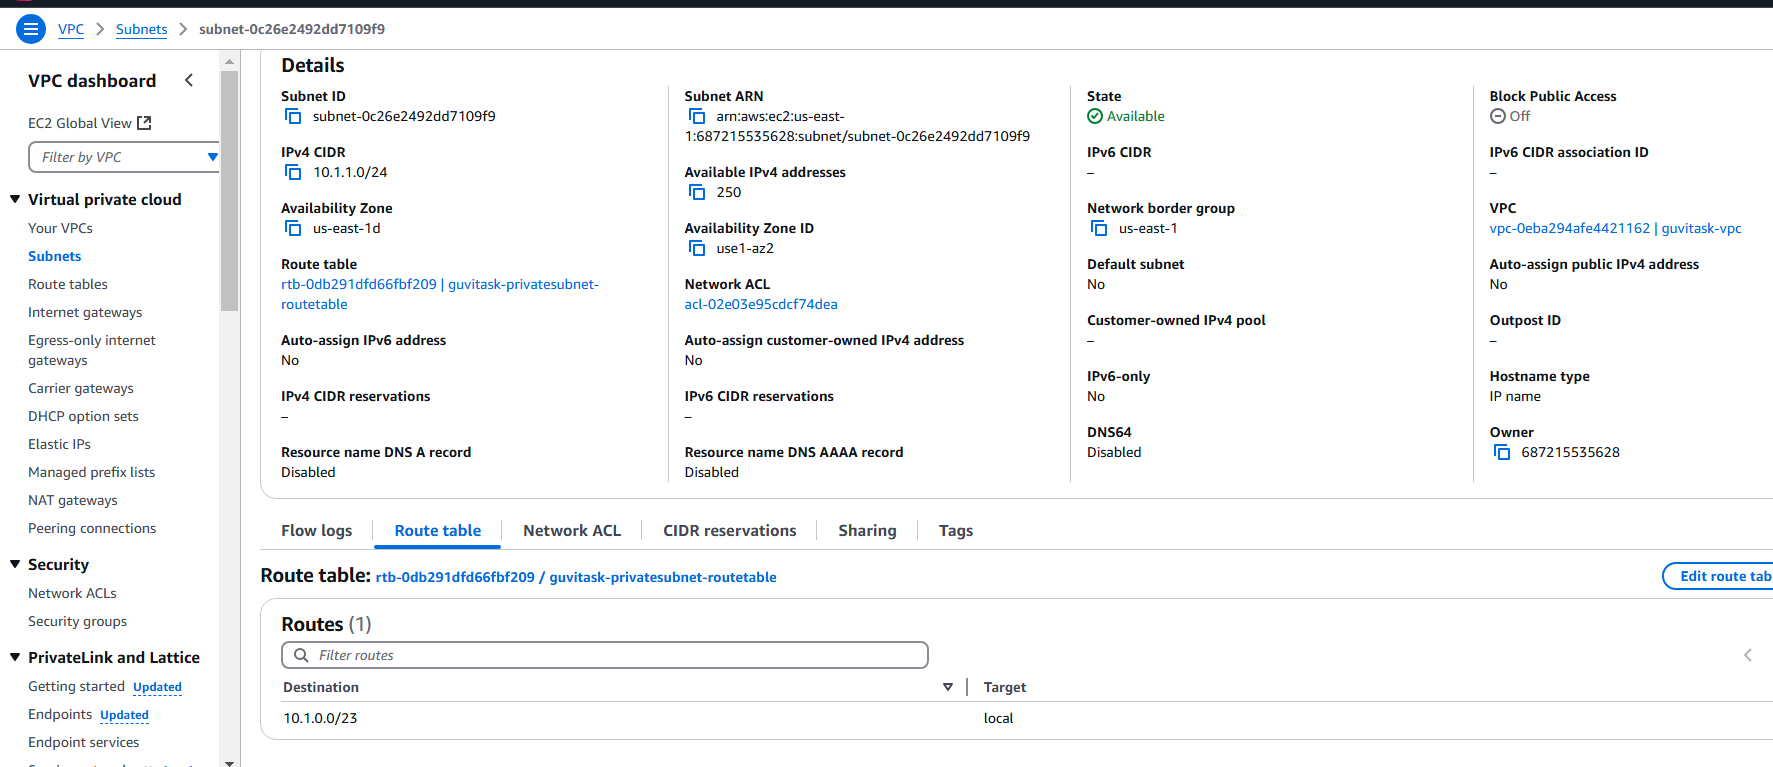 VPC > Subnets > subnet-0c26e2492dd7109f9
VPC dashboard
EC2 Global View
Filter by VPC
Virtual private cloud
Your VPCs
Subnets
Route tables
Internet gateways
Egress-only internet
gateways
Carrier gateways
DHCP option sets
Elastic IPs
Managed prefix lists
NAT gateways
Peering connections
Security
Network ACLs
Security groups
PrivateLink and Lattice
Getting started Updated
Endpoints Updated
Endpoint services
Details
Subnet ID
subnet-0c26e2492dd7109f9
IPv4 CIDR
10.1.1.0/24
Availability Zone
us-east-1d
Route table
rtb-0db291dfd66fbf209 | guvitask-privatesubnet-
routetable
Auto-assign IPv6 address
No
IPv4 CIDR reservations
–
Resource name DNS A record
Disabled
Subnet ARN
arn:aws:ec2:us-east-
1:687215535628:subnet/subnet-0c26e2492dd7109f9
Available IPv4 addresses
250
Availability Zone ID
use1-az2
Network ACL
acl-02e03e95cdcf74dea
Auto-assign customer-owned IPv4 address
No
IPv6 CIDR reservations
–
Resource name DNS AAAA record
Disabled
State
Available
IPv6 CIDR
–
Network border group
us-east-1
Default subnet
No
Customer-owned IPv4 pool
–
IPv6-only
No
DNS64
Disabled
Block Public Access
Off
IPv6 CIDR association ID
–
VPC
vpc-0eba294afe4421162 | guvitask-vpc
Auto-assign public IPv4 address
No
Outpost ID
–
Hostname type
IP name
Owner
687215535628
Flow logs
Route table
Network ACL
CIDR reservations
Sharing
Tags
Route table: rtb-0db291dfd66fbf209 / guvitask-privatesubnet-routetable
Edit route tab
Routes (1)
Filter routes
Destination
Target
10.1.0.0/23
local